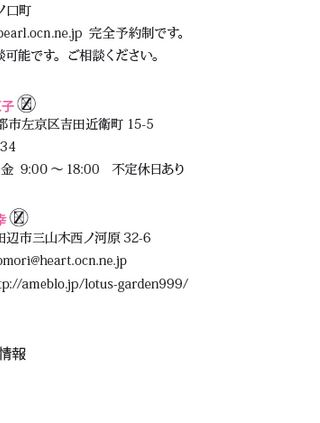 ノ口町
pearl.ocn.ne.jp 完全予約制です。
談可能です。ご相談ください。
子 Ⓩ
都市左京区吉田近衛町 15-5
34
金 9:00 〜 18:00 不定休日あり
幸 Ⓩ
田辺市三山木西ノ河原 32-6
omori@heart.ocn.ne.jp
tp://ameblo.jp/lotus-garden999/
情報